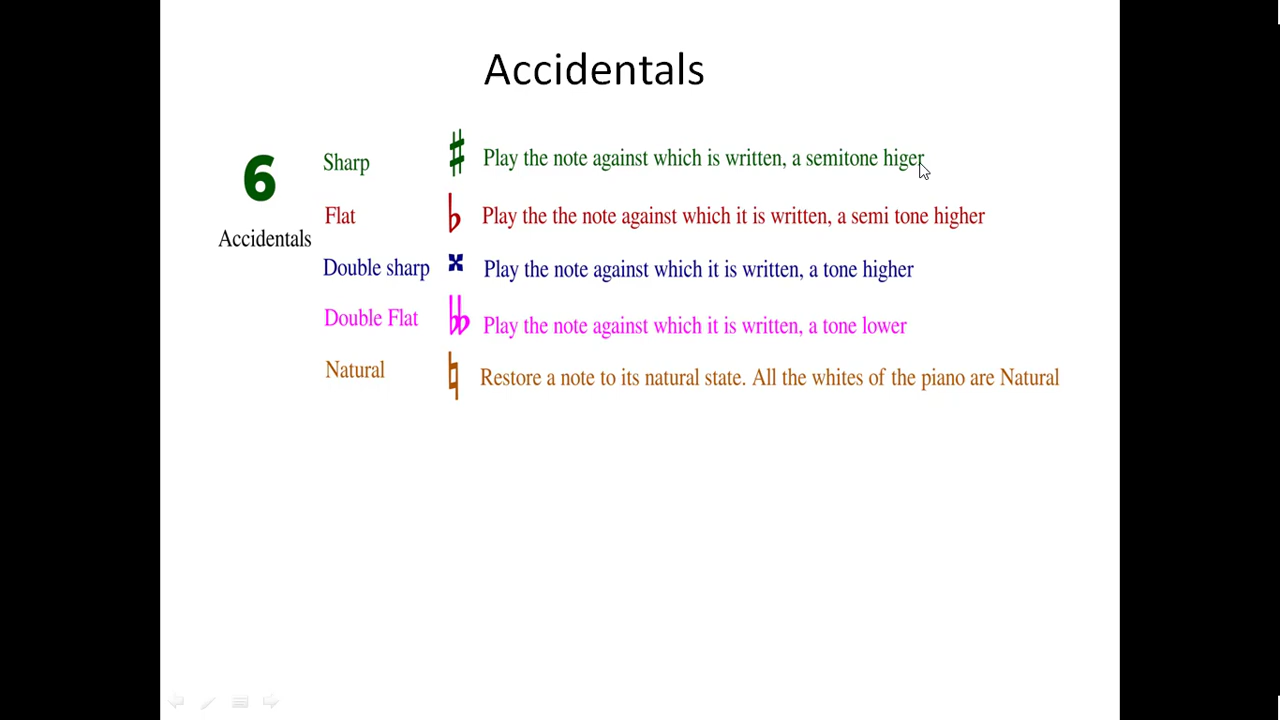 Accidentals
6
Accidentals
Sharp ♯ Play the note against which is written, a semitone higer
Flat ♭ Play the the note against which it is written, a semi tone higher
Double sharp 𝄪 Play the note against which it is written, a tone higher
Double Flat 𝄫 Play the note against which it is written, a tone lower
Natural ♮ Restore a note to its natural state. All the whites of the piano are Natural